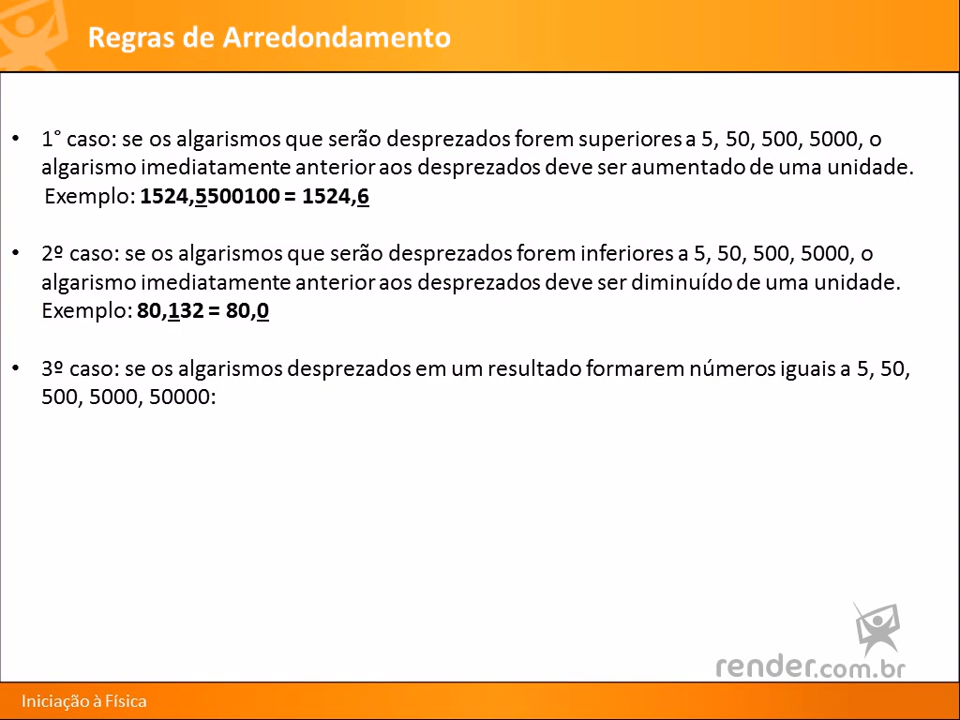 Regras de Arredondamento
• 1° caso: se os algarismos que serão desprezados forem superiores a 5, 50, 500, 5000, o
algarismo imediatamente anterior aos desprezados deve ser aumentado de uma unidade.
Exemplo: 1524,5500100 = 1524,6
• 2º caso: se os algarismos que serão desprezados forem inferiores a 5, 50, 500, 5000, o
algarismo imediatamente anterior aos desprezados deve ser diminuído de uma unidade.
Exemplo: 80,132 = 80,0
• 3º caso: se os algarismos desprezados em um resultado formarem números iguais a 5, 50,
500, 5000, 50000:
render.com.br
Iniciação à Física